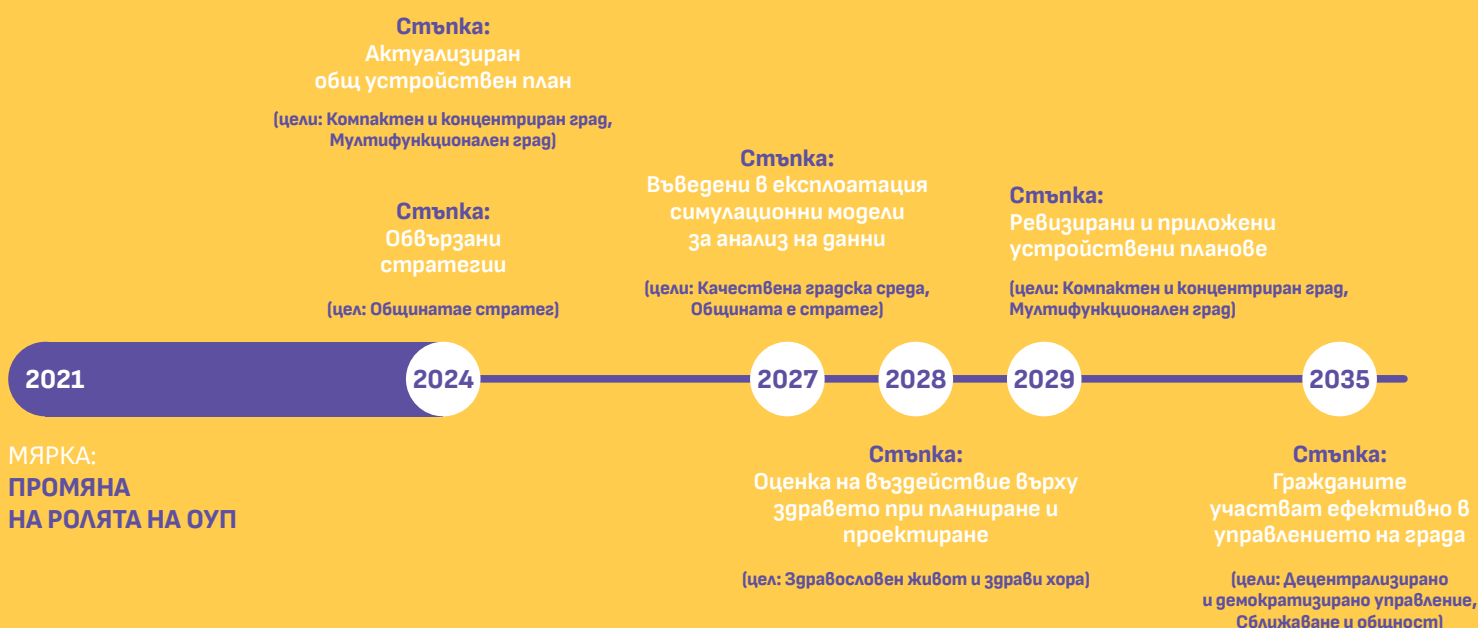 Стъпка:
Актуализиран
общ устройствен план
(цели: Компактен и концентриран град,
Мултифункционален град)
Стъпка:
Обвързани
стратегии
(цел: Общинатае стратег)
Стъпка:
Въведени в експлоатация
симулационни модели
за анализ на данни
(цели: Качествена градска среда,
Общината е стратег)
Стъпка:
Ревизирани и приложени
устройствени планове
(цели: Компактен и концентриран град,
Мултифункционален град)
2021
2024
2027
2028
2029
2035
МЯРКА:
ПРОМЯНА
НА РОЛЯТА НА ОУП
Стъпка:
Оценка на въздействие върху
здравето при планиране и
проектиране
(цел: Здравословен живот и здрави хора)
Стъпка:
Гражданите
участват ефективно в
управлението на града
(цели: Децентрализирано
и демократизирано управление,
Сближаване и общност)